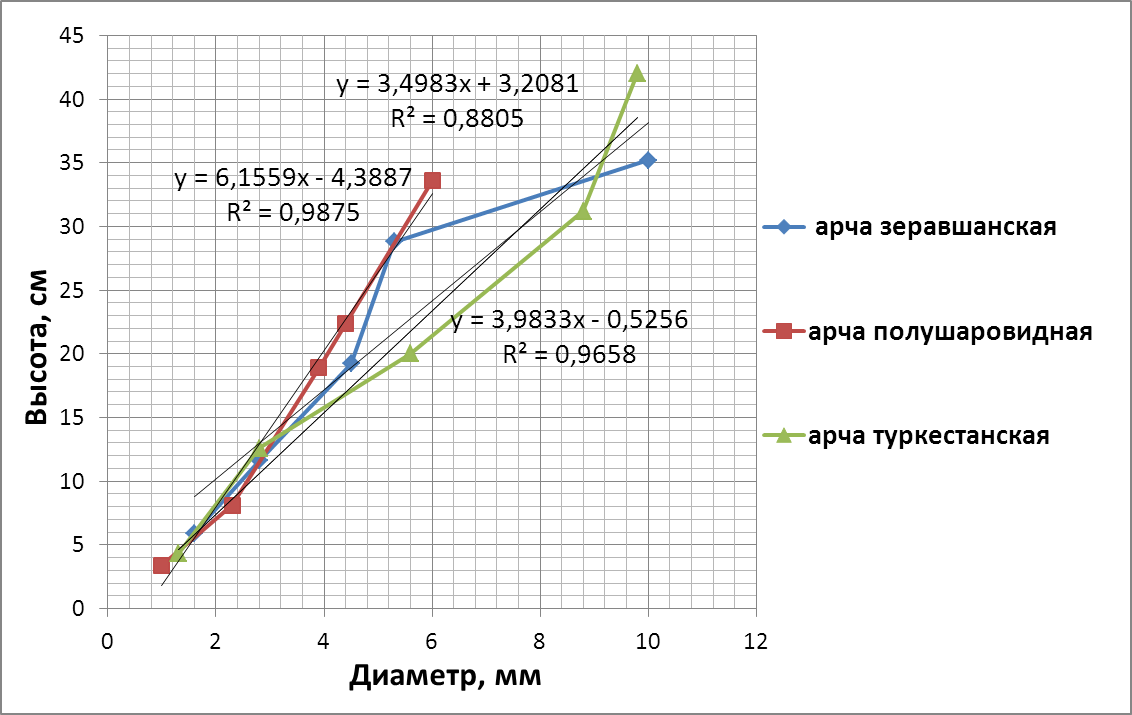 45
40
35
30
25
20
15
10
5
0
0 2 4 6 8 10 12
Высота, см
Диаметр, мм
y = 3,4983x + 3,2081
R² = 0,8805
y = 6,1559x - 4,3887
R² = 0,9875
y = 3,9833x - 0,5256
R² = 0,9658
арча зеравшанская
арча полушаровидная
арча туркестанская